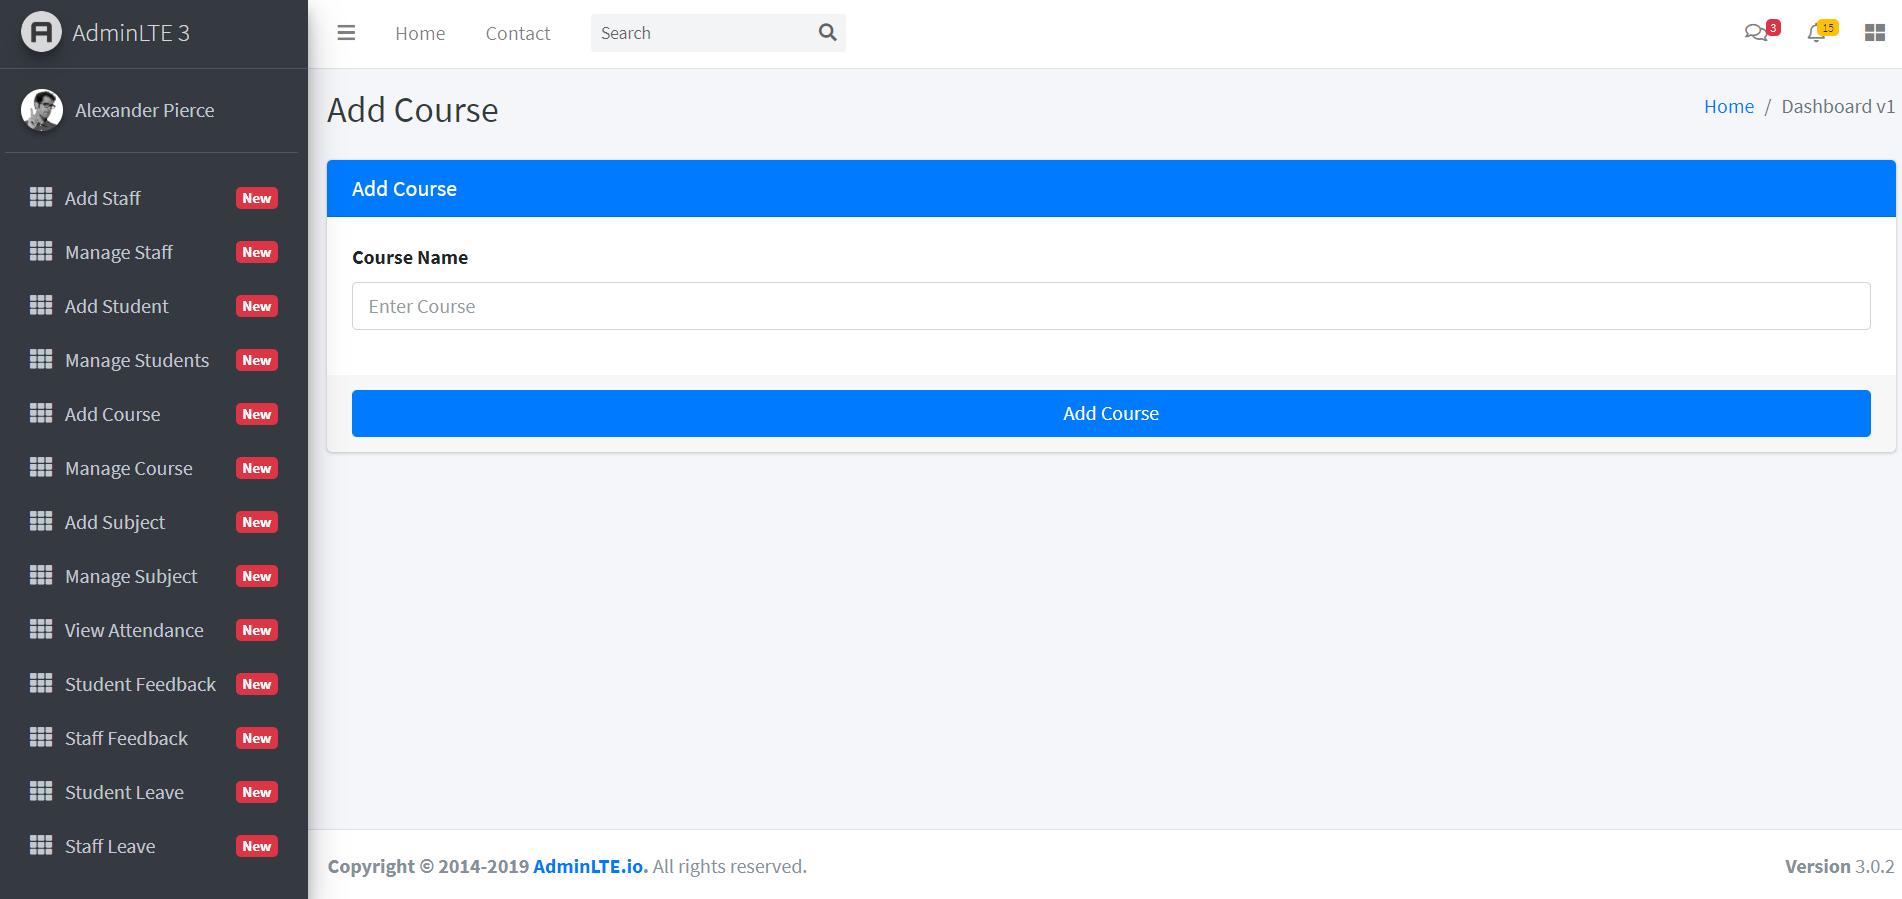 AdminLTE 3
Home
Contact
Search
3
15
Alexander Pierce
Add Course
Home / Dashboard v1
Add Staff New
Manage Staff New
Add Student New
Manage Students New
Add Course New
Manage Course New
Add Subject New
Manage Subject New
View Attendance New
Student Feedback New
Staff Feedback New
Student Leave New
Staff Leave New
Add Course
Course Name
Enter Course
Add Course
Copyright © 2014-2019 AdminLTE.io. All rights reserved.
Version 3.0.2